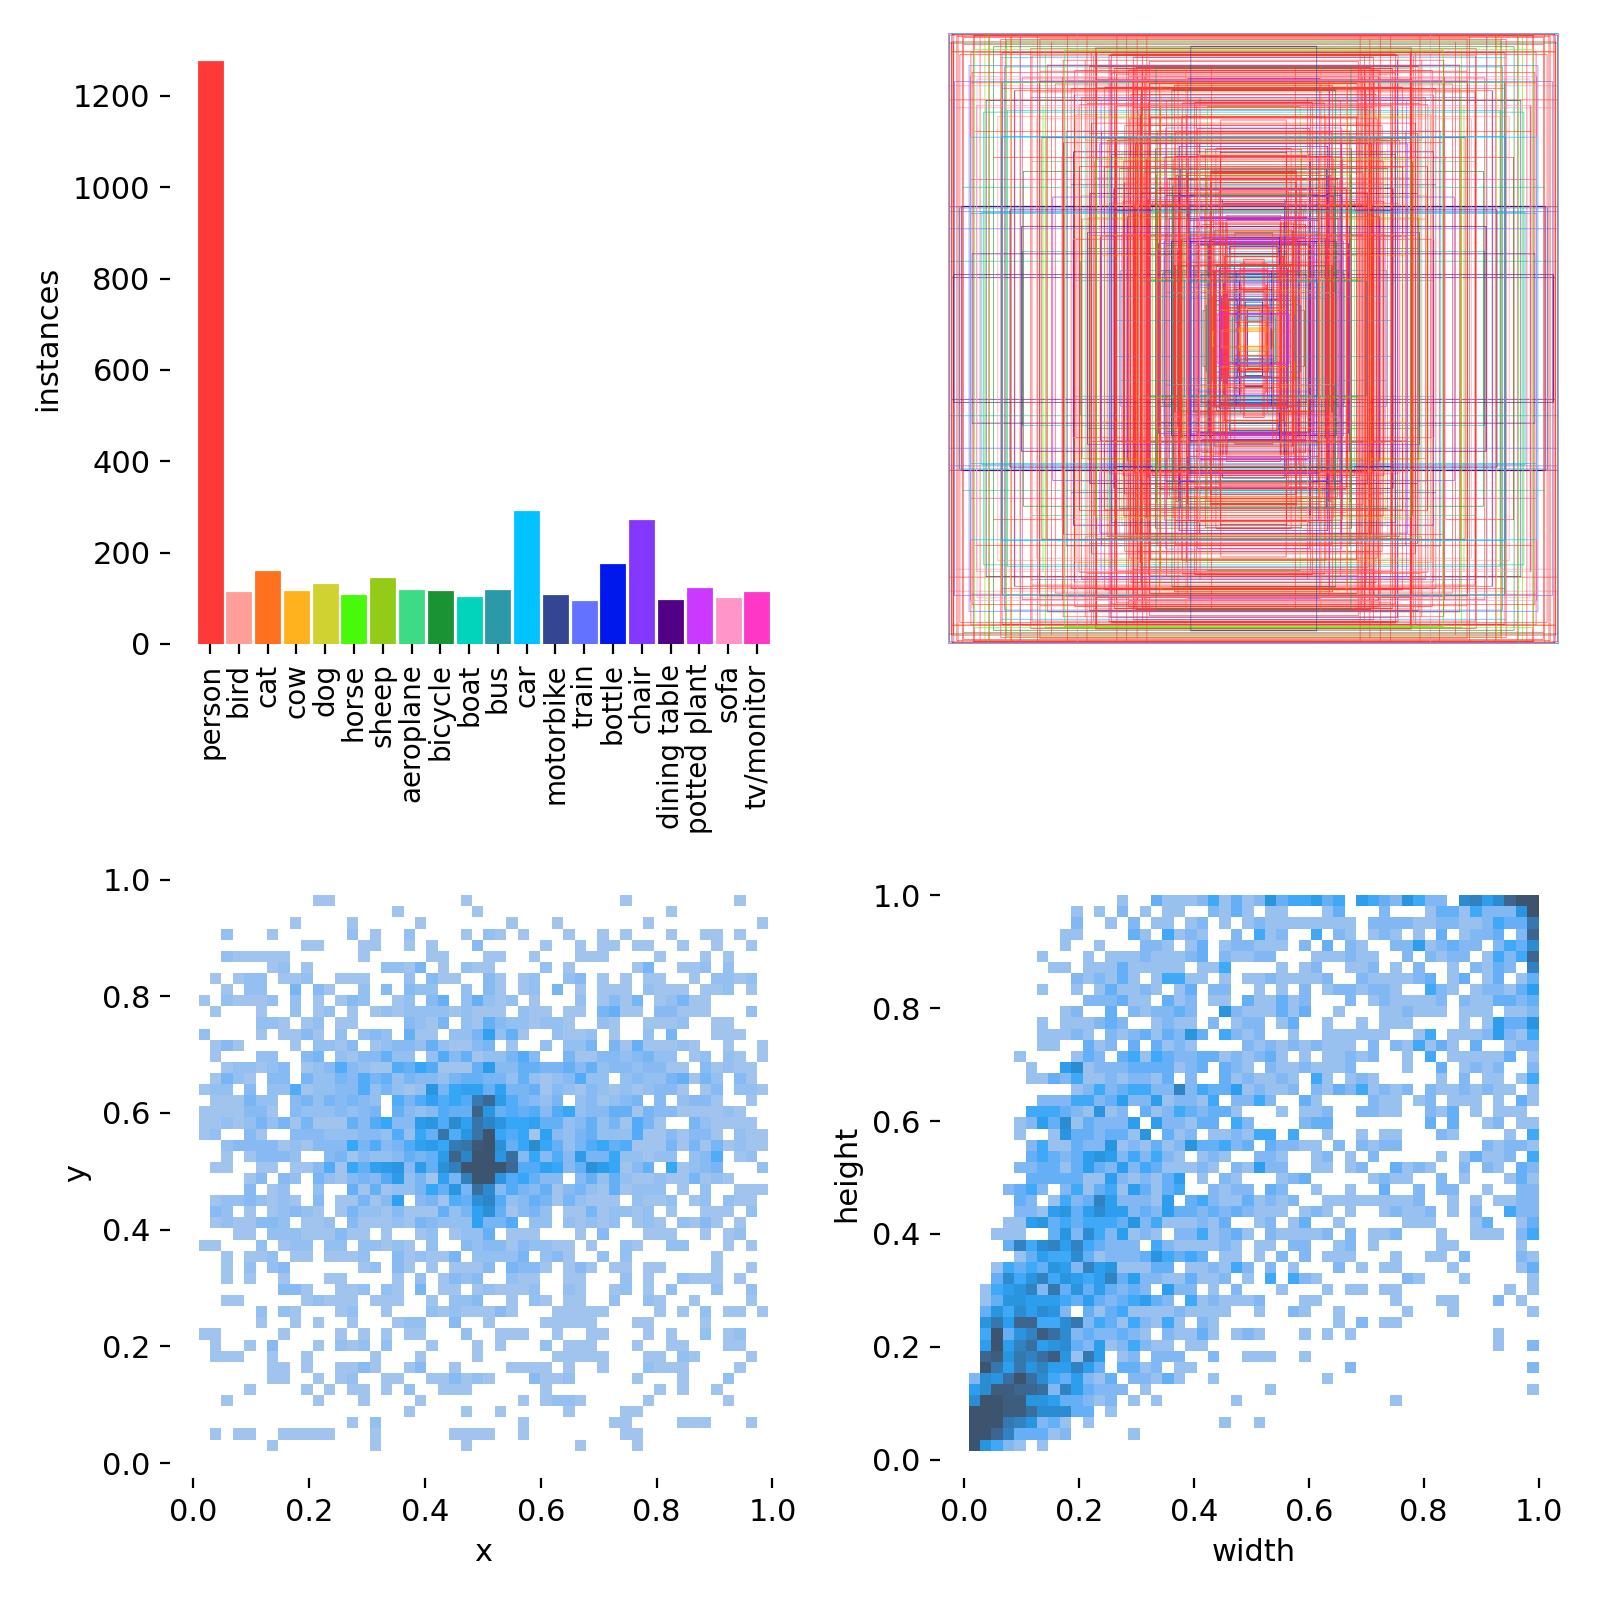 instances
1200
1000
800
600
400
200
0
person
bird
cat
cow
dog
horse
sheep
aeroplane
bicycle
boat
bus
car
motorbike
train
bottle
chair
dining table
potted plant
sofa
tv/monitor
y
1.0
0.8
0.6
0.4
0.2
0.0
0.0 0.2 0.4 0.6 0.8 1.0
x
height
1.0
0.8
0.6
0.4
0.2
0.0
0.0 0.2 0.4 0.6 0.8 1.0
width